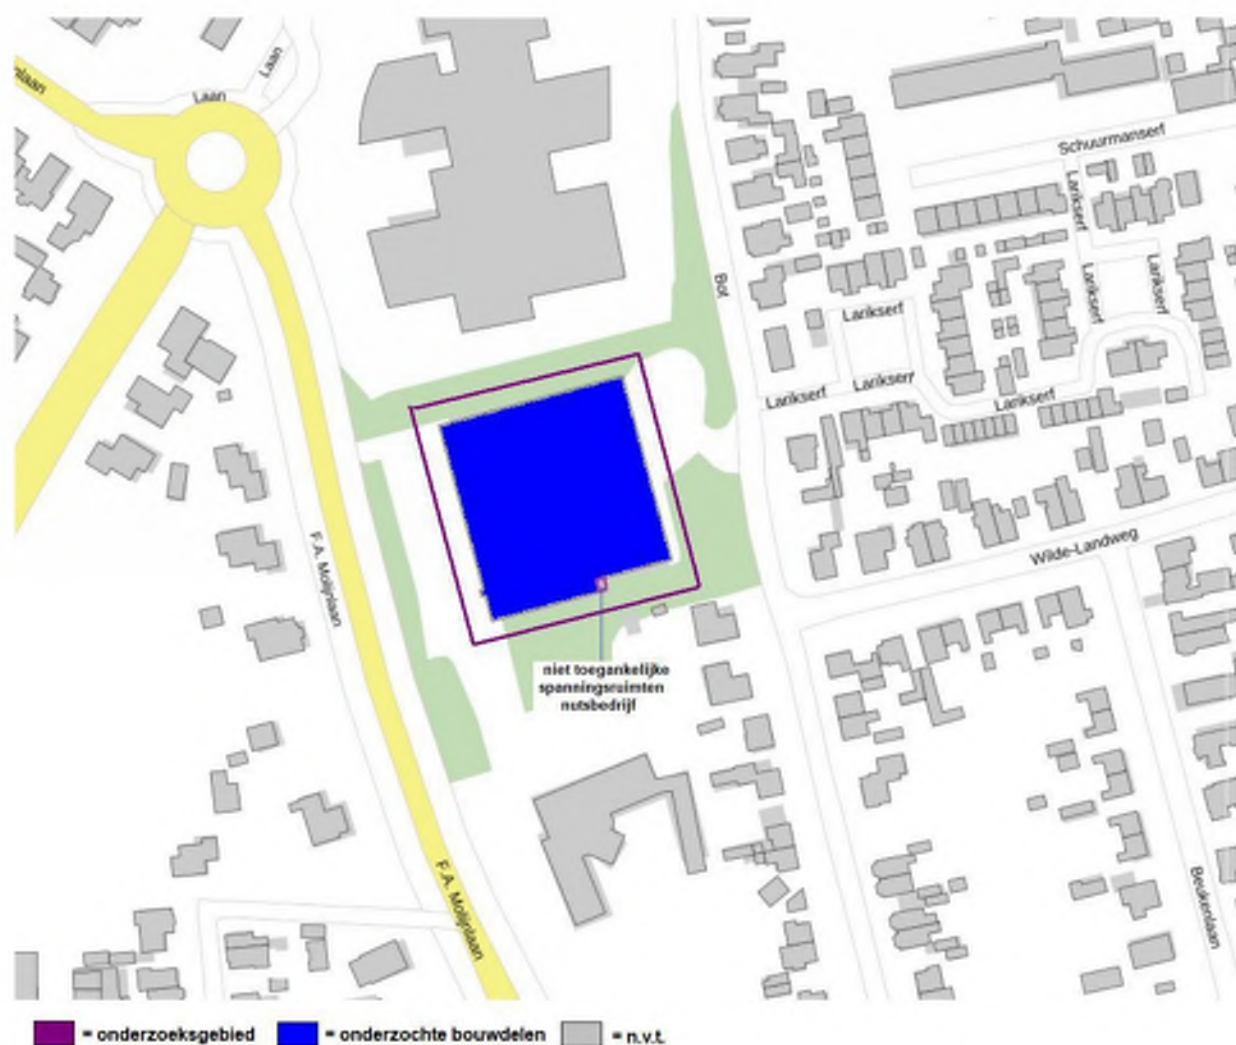 Laan
Laan
Schuurmanserf
Larikserf
Larikserf
Larikserf
Bot
Larikserf
Larikserf
Larikserf
Larikserf
Wilde-Landweg
F.A. Molijnlaan
niet toegankelijke
spanningsruimten
nutsbedrijf
F.A. Molijnlaan
Beukenlaan
= onderzoeksgebied = onderzochte bouwdelen = n.v.t.